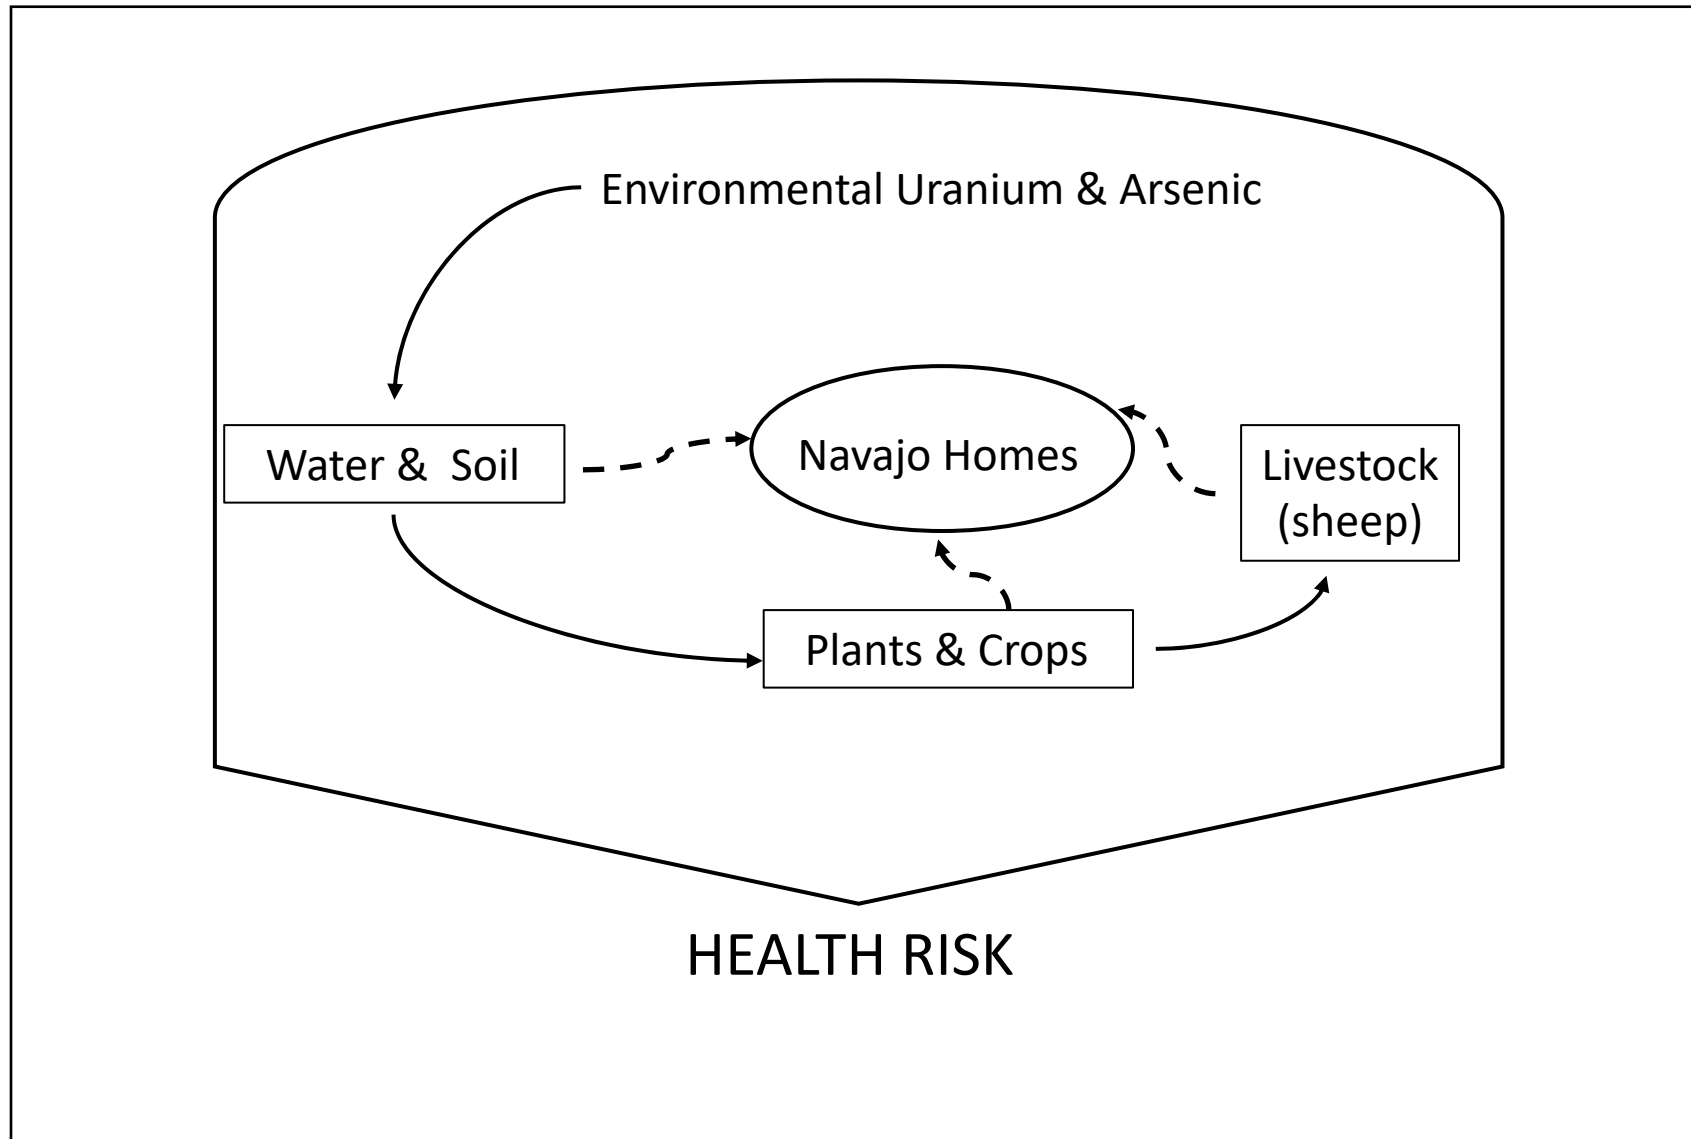 Environmental Uranium & Arsenic
Water &  Soil
Navajo Homes
Livestock
(sheep)
Plants & Crops
HEALTH RISK